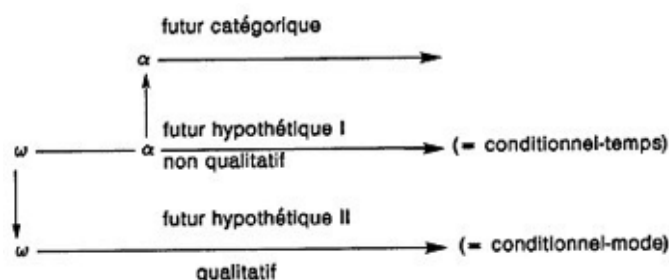 futur catégorique
α
futur hypothétique I
ω α (= conditionnel-temps)
non qualitatif
futur hypothétique II
ω (= conditionnel-mode)
qualitatif